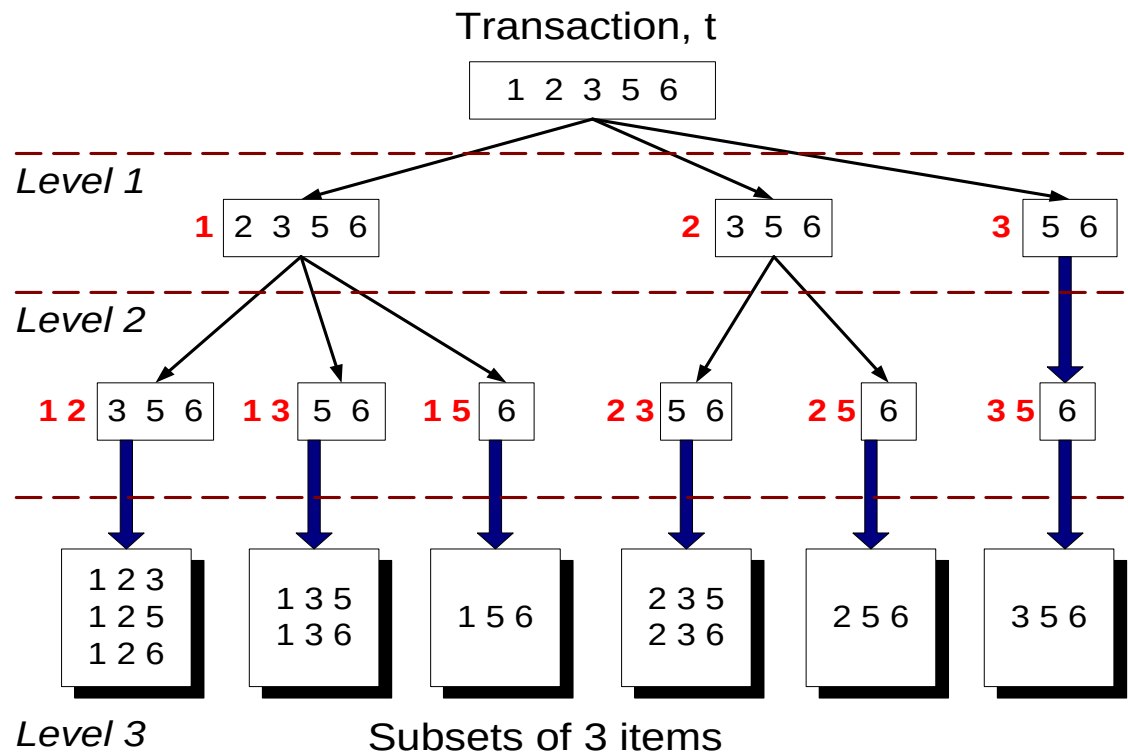 Transaction, t
1 2 3 5 6
Level 1
1 2 3 5 6
2 3 5 6
3 5 6
Level 2
1 2 3 5 6
1 3 5 6
1 5 6
2 3 5 6
2 5 6
3 5 6
1 2 3
1 2 5
1 2 6
1 3 5
1 3 6
1 5 6
2 3 5
2 3 6
2 5 6
3 5 6
Level 3
Subsets of 3 items